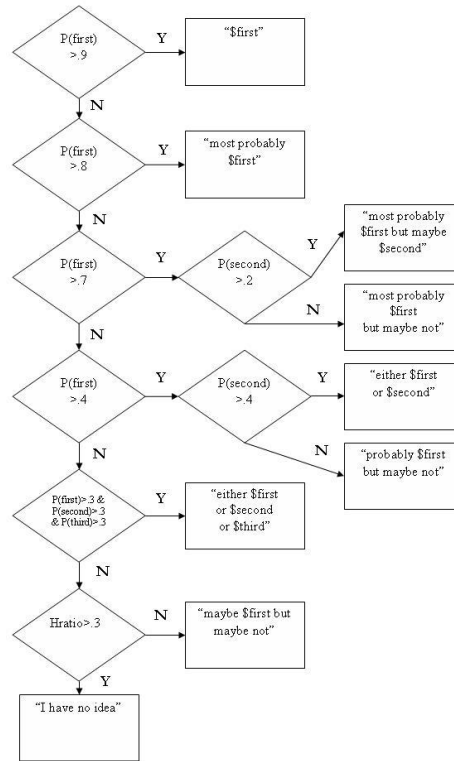 P(first)
>.9
Y
“$first”
N
P(first)
>.8
Y
“most probably
$first”
N
P(first)
>.7
Y
P(second)
>.2
Y
“most probably
$first but maybe
$second”
N
“most probably
$first
but maybe not”
N
P(first)
>.4
Y
P(second)
>.4
Y
“either $first
or $second”
N
“probably $first
but maybe not”
N
P(first)>.3 &
P(second)>.3
& P(third)>.3
Y
“either $first
or $second
or $third”
N
Hratio>.3
N
“maybe $first but
maybe not”
Y
“I have no idea”